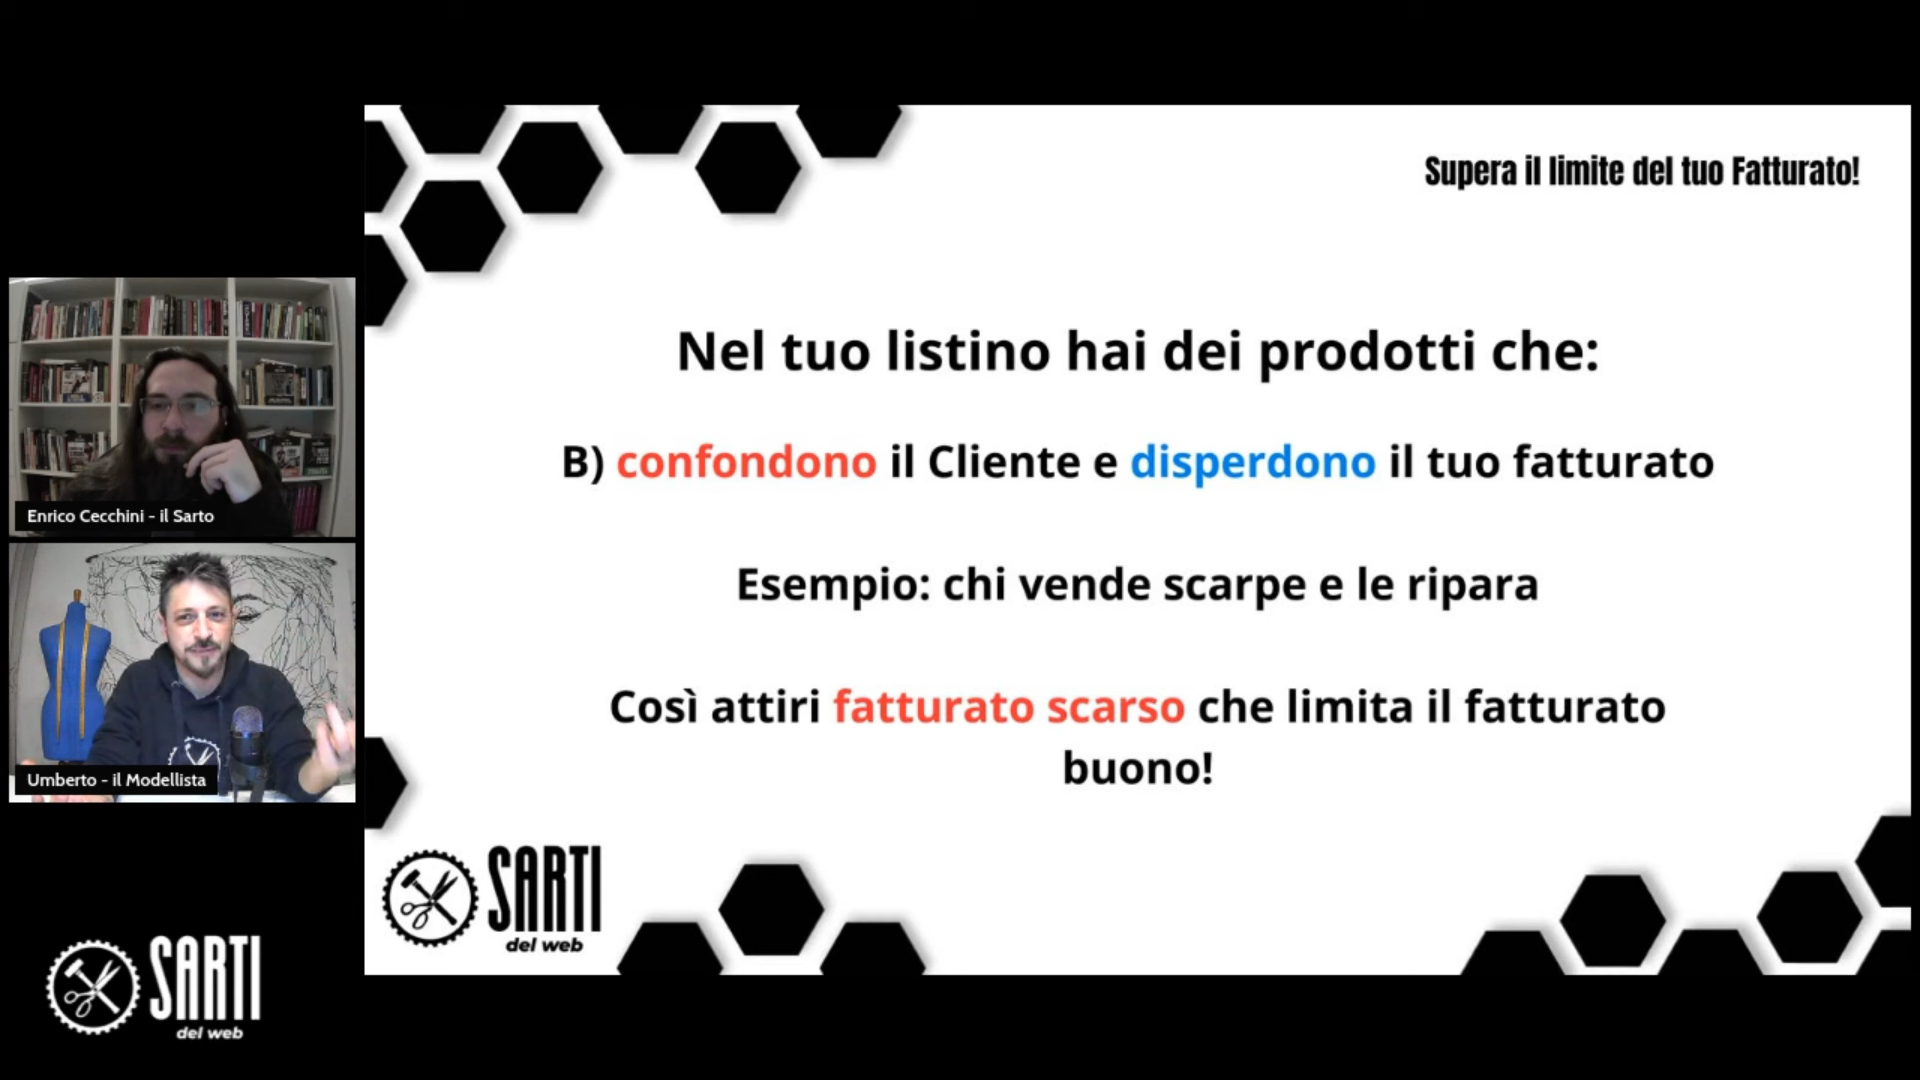 Supera il limite del tuo Fatturato!
Nel tuo listino hai dei prodotti che:
B) confondono il Cliente e disperdono il tuo fatturato
Esempio: chi vende scarpe e le ripara
Così attiri fatturato scarso che limita il fatturato
buono!
Enrico Cecchini - il Sarto
Umberto - il Modellista
SARTI
del web
SARTI
del web